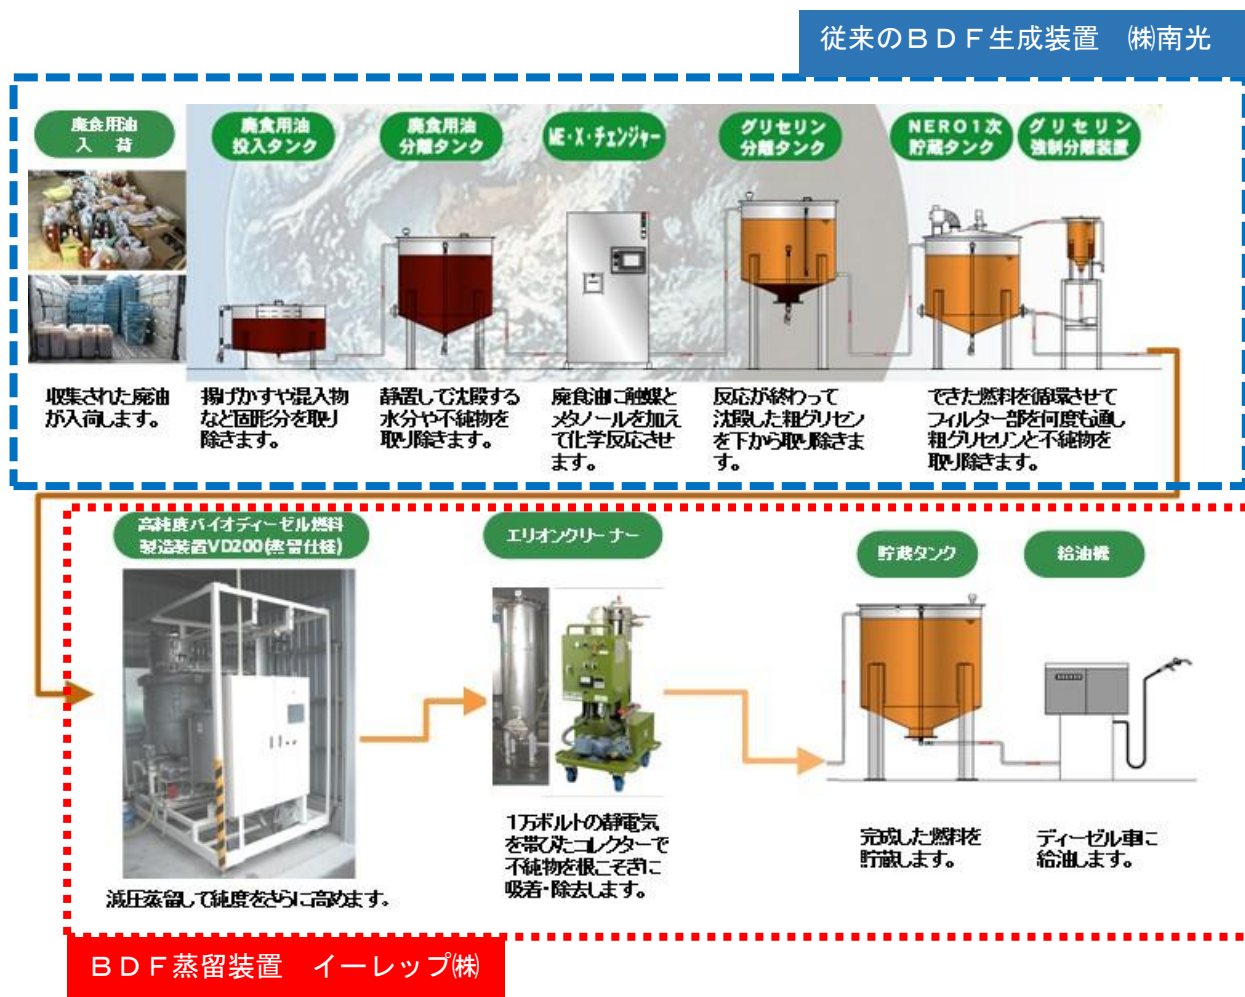 従来のＢＤＦ生成装置　㈱南光
廃食用油
入　荷
廃食用油
投入タンク
廃食用油
分離タンク
ME・X・チェンジャー
グリセリン
分離タンク
NERO1次
貯蔵タンク
グリセリン
強制分離装置
収集された廃油
が入荷します。
揚げかすや混入物
など固形分を取り
除きます。
静置して沈殿する
水分や不純物を
取り除きます。
廃食油に触媒と
メタノールを加え
て化学反応させ
ます。
反応が終わって
沈殿した粗グリセン
を下から取り除きま
す。
できた燃料を循環させて
フィルター部を何度も通し
粗グリセリンと不純物を
取り除きます。
高純度バイオディーゼル燃料
製造装置VD200(蒸留仕様)
エリオンクリーナー
貯蔵タンク
給油機
減圧蒸留して純度をさらに高めます。
1万ボルトの静電気
を帯びたコレクターで
不純物を根こそぎに
吸着・除去します。
完成した燃料を
貯蔵します。
ディーゼル車に
給油します。
ＢＤＦ蒸留装置　イーレップ㈱